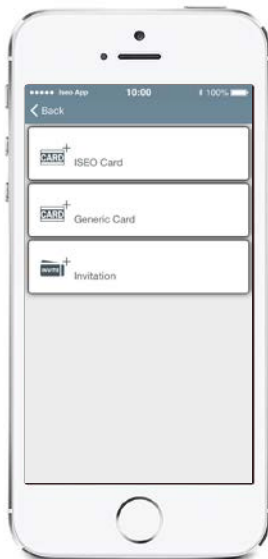 Iseo App 10:00 100%
Back
CARD
ISEO Card
CARD
Generic Card
INVITE
Invitation